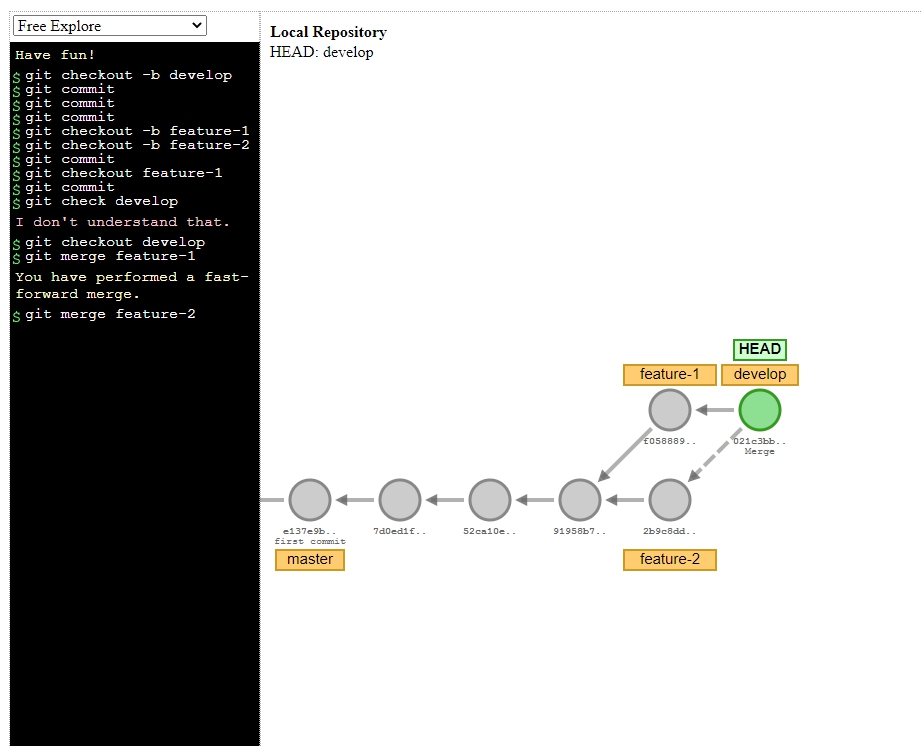 Free Explore
Have fun!
$ git checkout -b develop
$ git commit
$ git commit
$ git commit
$ git checkout -b feature-1
$ git checkout -b feature-2
$ git commit
$ git checkout feature-1
$ git commit
$ git check develop
I don't understand that.
$ git checkout develop
$ git merge feature-1
You have performed a fast-
forward merge.
$ git merge feature-2
Local Repository
HEAD: develop
HEAD
feature-1 develop
f058889.. 021c3bb..
Merge
e137e9b.. 7d0ed1f.. 52ca10e.. 91958b7.. 2b9c8dd..
first commit
master feature-2